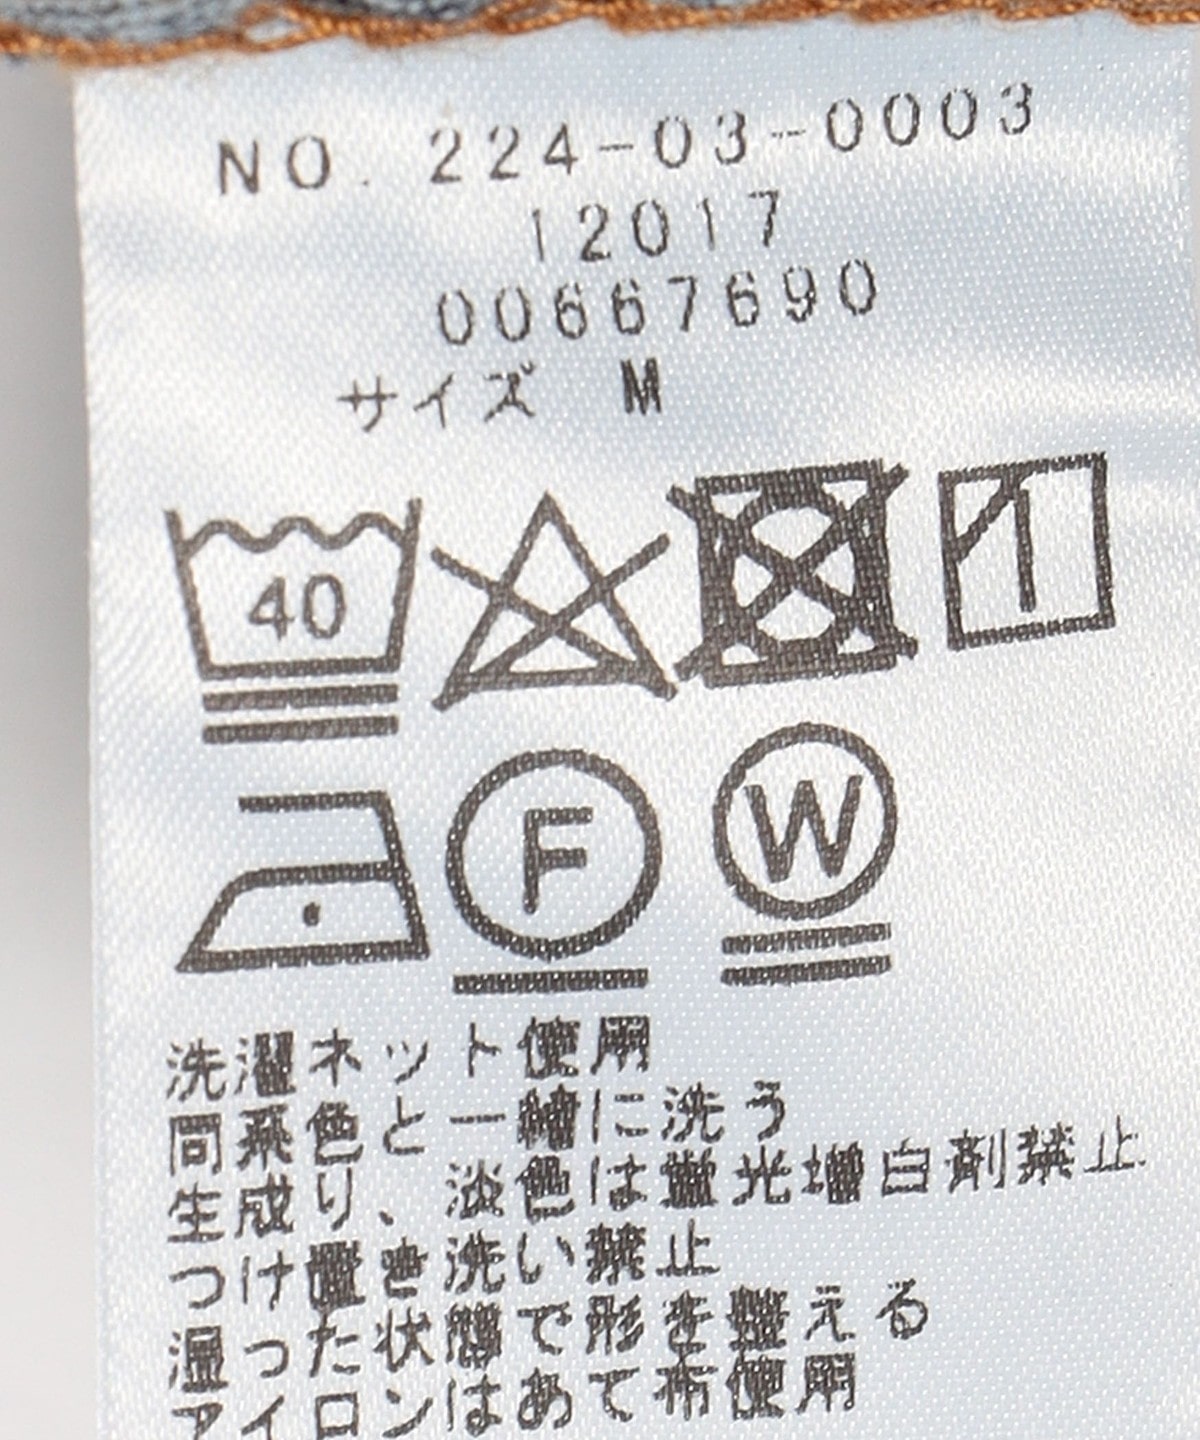 NO. 224-03-0003
12017
00667690
サイズ M
40
F W
洗濯ネット使用
同系色と一緒に洗う
生成り、淡色は蛍光増白剤禁止
つけ置き洗い禁止
湿った状態で形を整える
アイロンはあて布使用